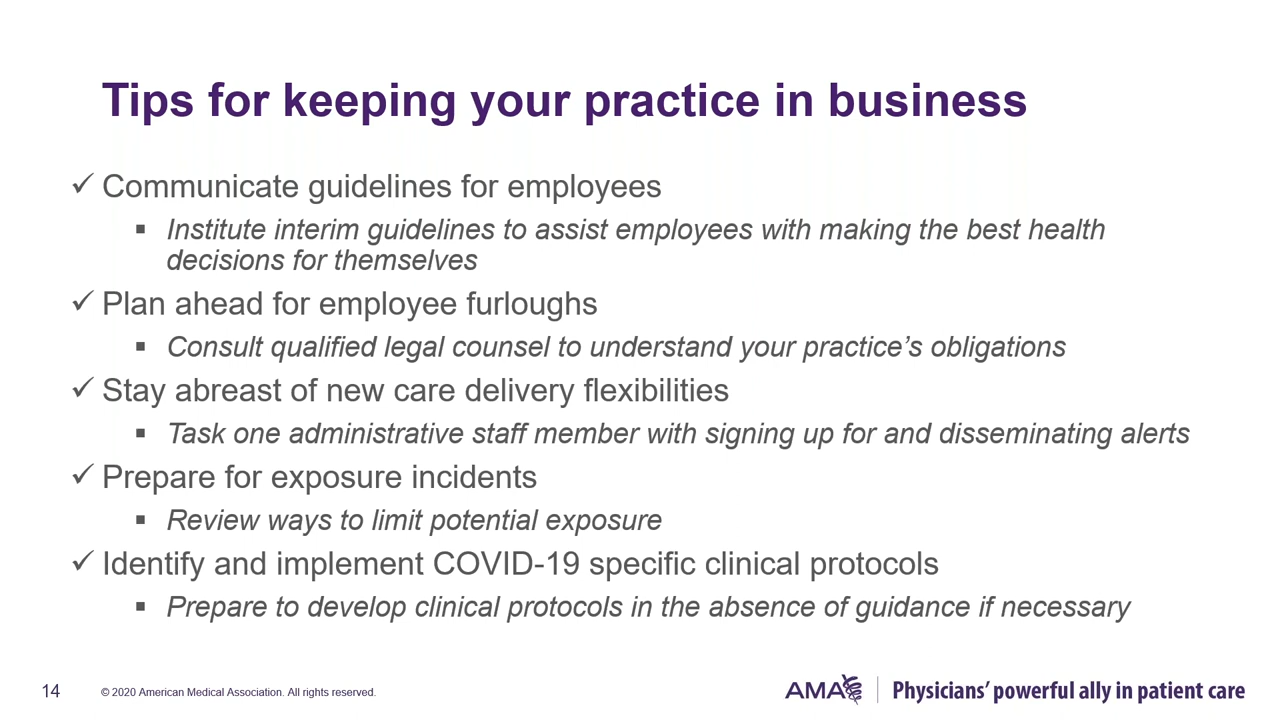 Tips for keeping your practice in business
✓ Communicate guidelines for employees
▪ Institute interim guidelines to assist employees with making the best health
decisions for themselves
✓ Plan ahead for employee furloughs
▪ Consult qualified legal counsel to understand your practice’s obligations
✓ Stay abreast of new care delivery flexibilities
▪ Task one administrative staff member with signing up for and disseminating alerts
✓ Prepare for exposure incidents
▪ Review ways to limit potential exposure
✓ Identify and implement COVID-19 specific clinical protocols
▪ Prepare to develop clinical protocols in the absence of guidance if necessary
14 © 2020 American Medical Association. All rights reserved. AMA Physicians’ powerful ally in patient care